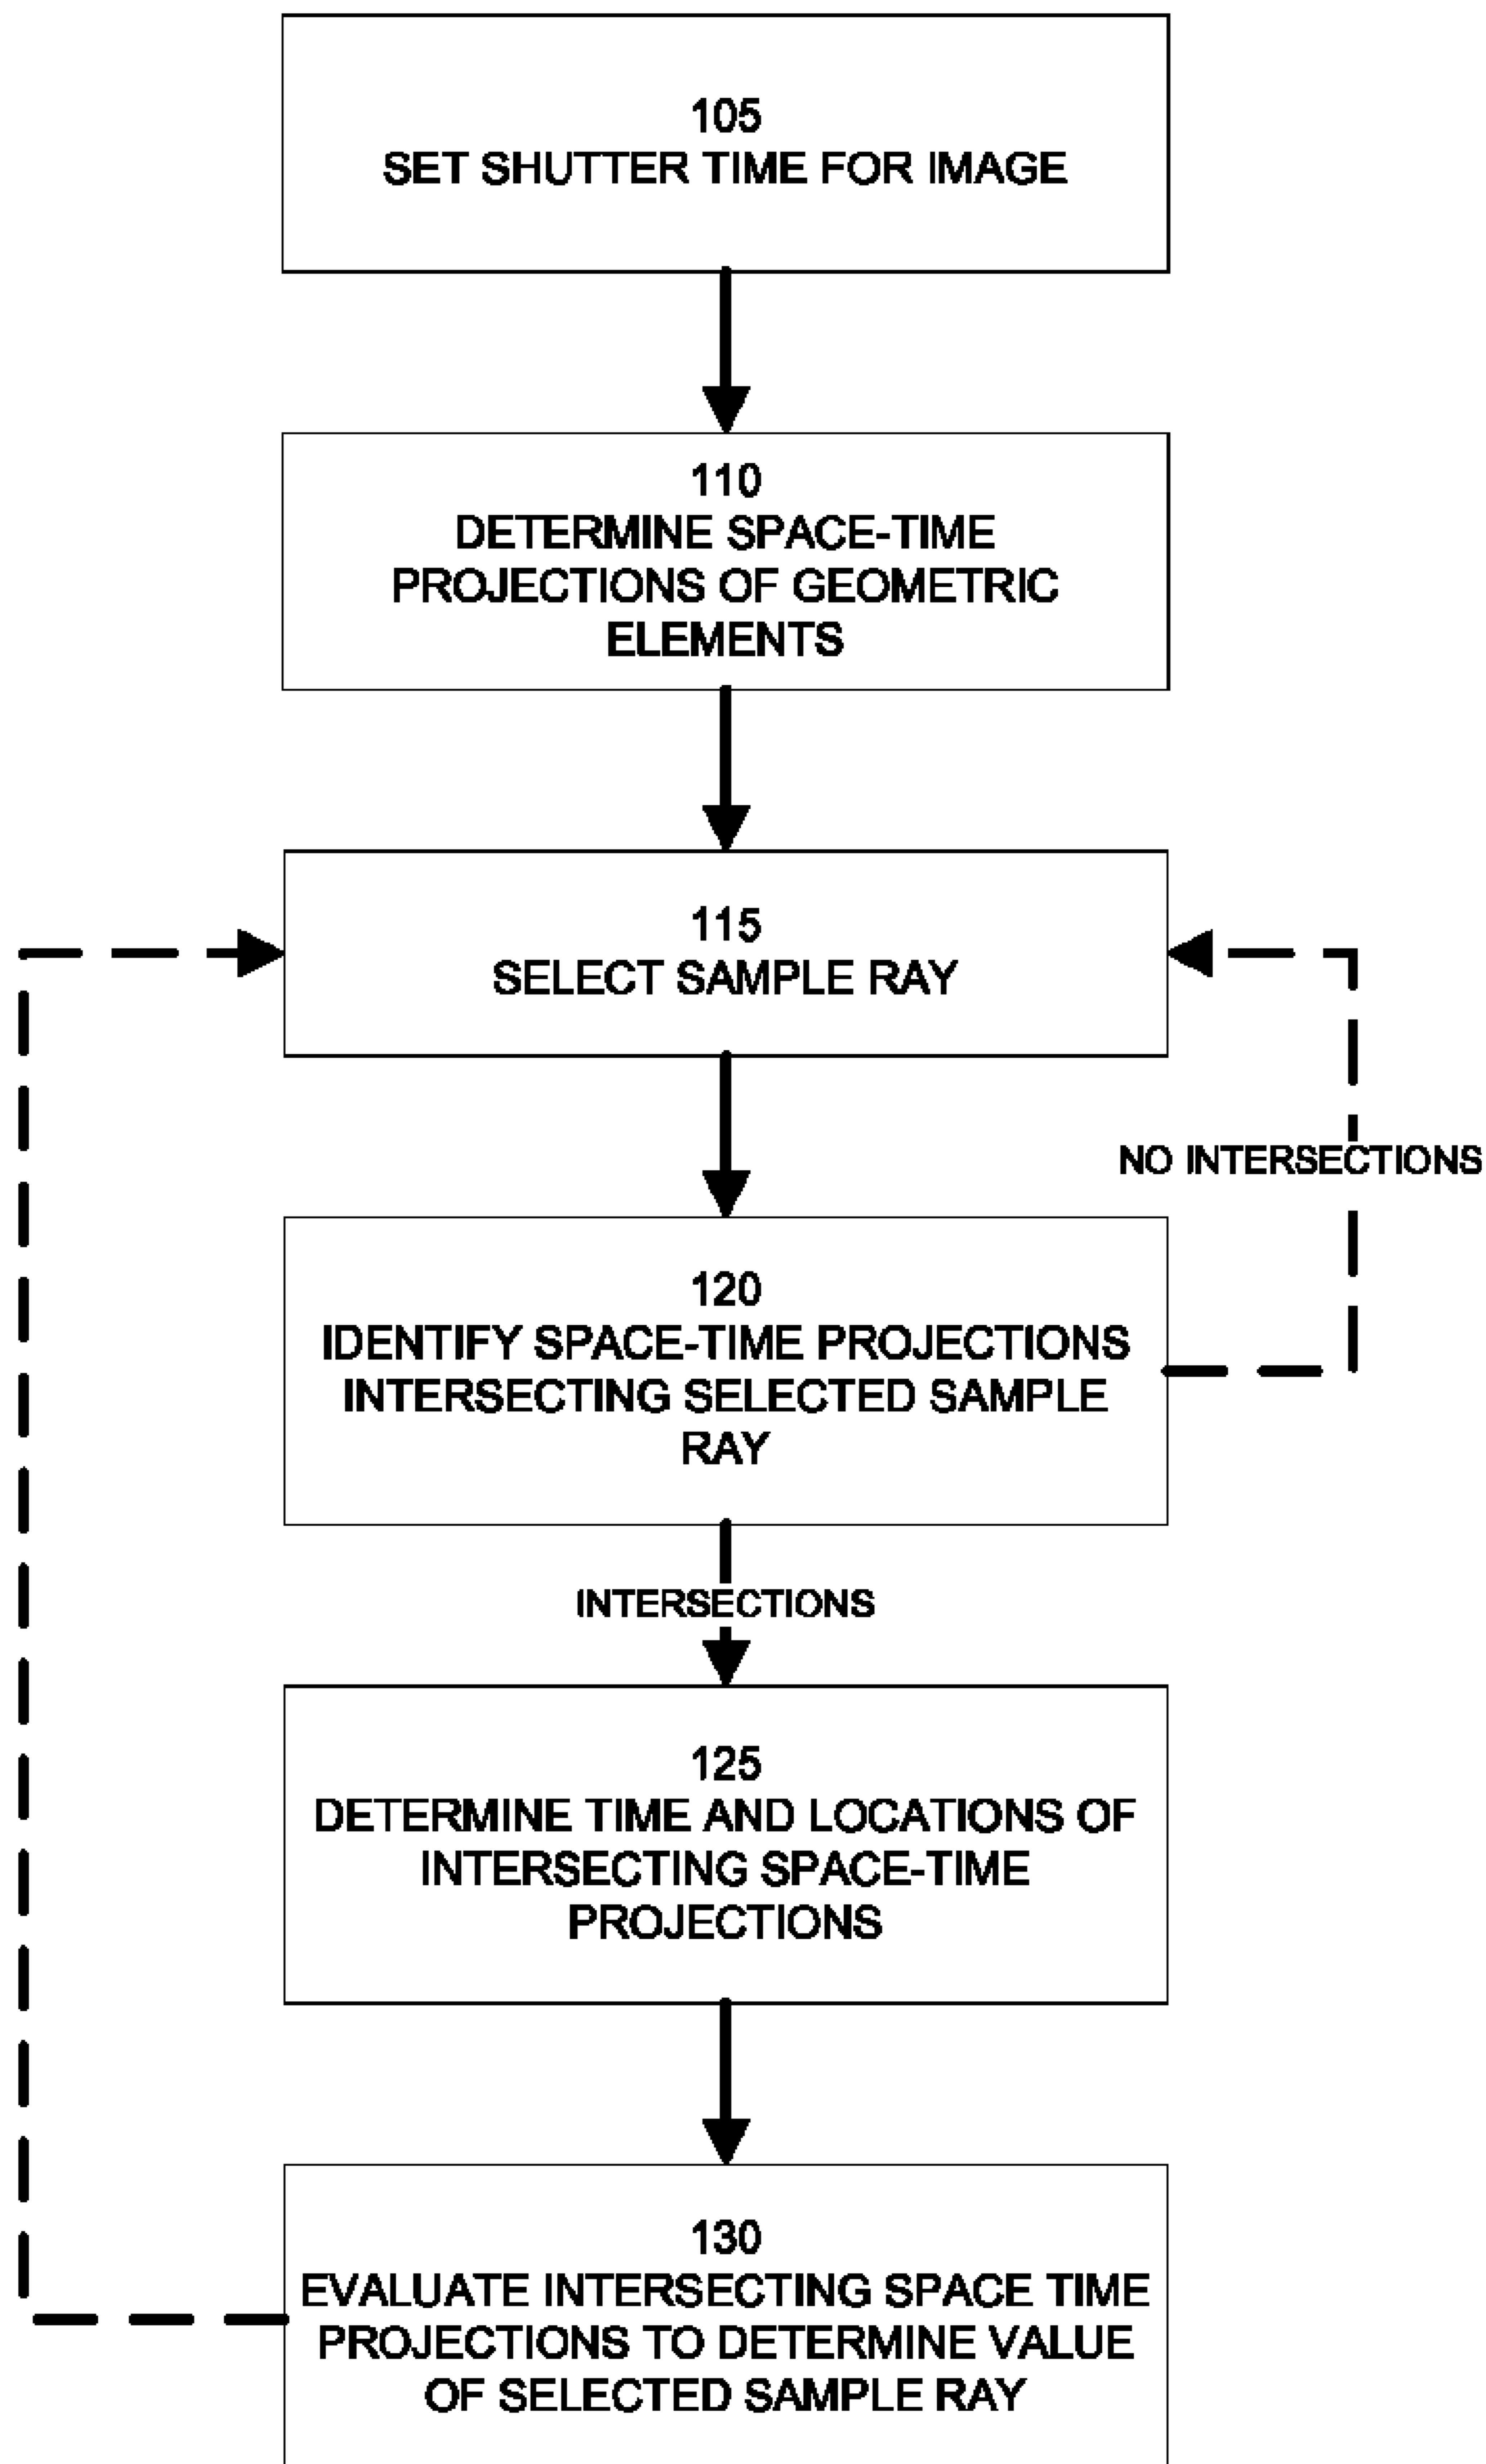 105
SET SHUTTER TIME FOR IMAGE
110
DETERMINE SPACE-TIME
PROJECTIONS OF GEOMETRIC
ELEMENTS
115
SELECT SAMPLE RAY
NO INTERSECTIONS
120
IDENTIFY SPACE-TIME PROJECTIONS
INTERSECTING SELECTED SAMPLE
RAY
INTERSECTIONS
125
DETERMINE TIME AND LOCATIONS OF
INTERSECTING SPACE-TIME
PROJECTIONS
130
EVALUATE INTERSECTING SPACE TIME
PROJECTIONS TO DETERMINE VALUE
OF SELECTED SAMPLE RAY